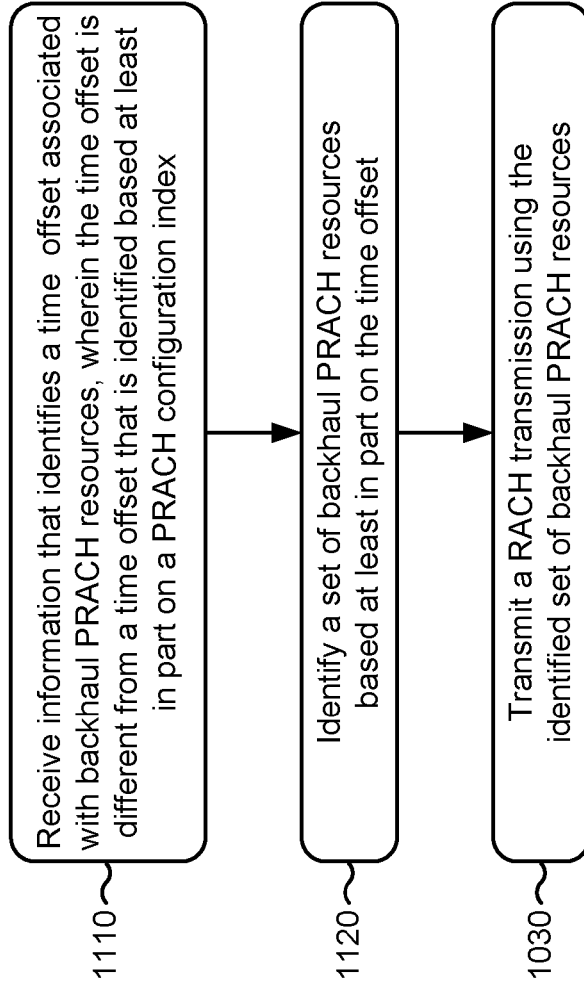 1110
Receive information that identifies a time offset associated
with backhaul PRACH resources, wherein the time offset is
different from a time offset that is identified based at least
in part on a PRACH configuration index
1120
Identify a set of backhaul PRACH resources
based at least in part on the time offset
1030
Transmit a RACH transmission using the
identified set of backhaul PRACH resources